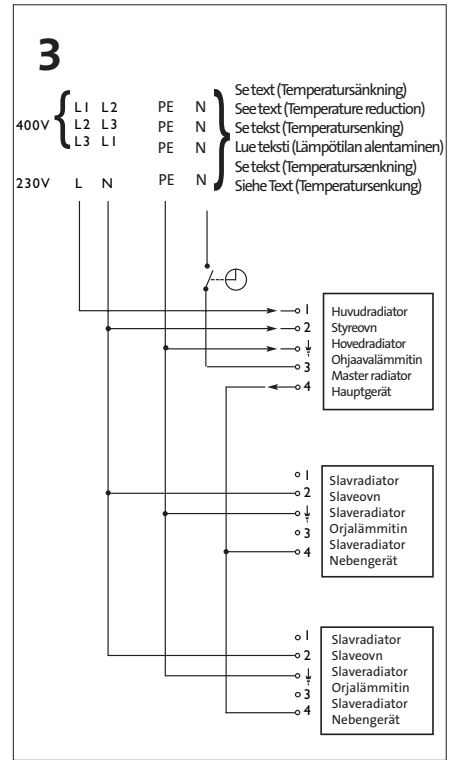 3
400V { L1 L2 PE N } Se text (Temperatursänkning)
L2 L3 PE N See text (Temperature reduction)
L3 L1 PE N Se tekst (Temperatursenking)
Lue teksti (Lämpötilan alentaminen)
Se tekst (Temperatursænkning)
230V L N PE N Siehe Text (Temperatursenkung)
1 Huvudradiator
2 Styreovn
Hovedradiator
3 Ohjaavalämmitin
Master radiator
4 Hauptgerät
1 Slavradiator
2 Slaveovn
Slaveradiator
3 Orjalämmitin
4 Slaveradiator
Nebengerät
1 Slavradiator
2 Slaveovn
Slaveradiator
3 Orjalämmitin
4 Slaveradiator
Nebengerät